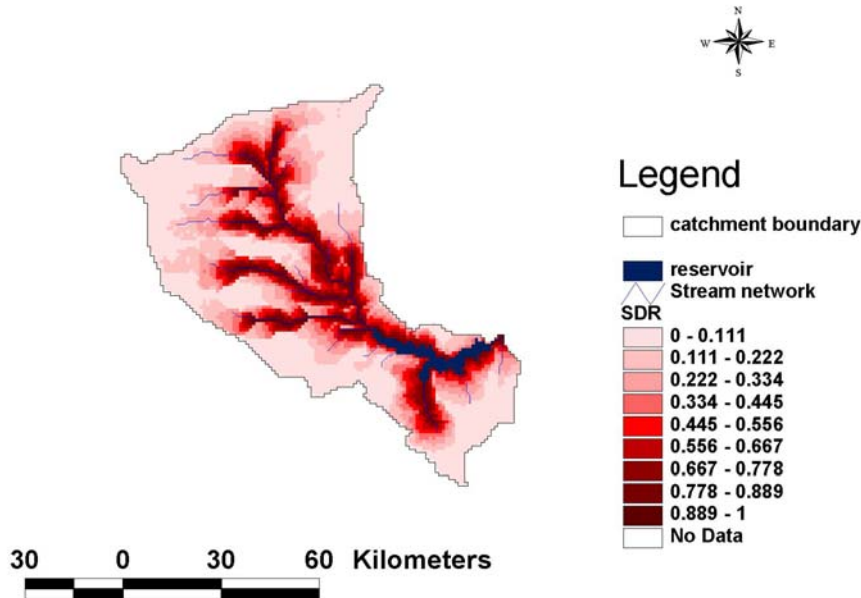 N
W E
S
Legend
catchment boundary
reservoir
Stream network
SDR
0 - 0.111
0.111 - 0.222
0.222 - 0.334
0.334 - 0.445
0.445 - 0.556
0.556 - 0.667
0.667 - 0.778
0.778 - 0.889
0.889 - 1
No Data
30 0 30 60 Kilometers